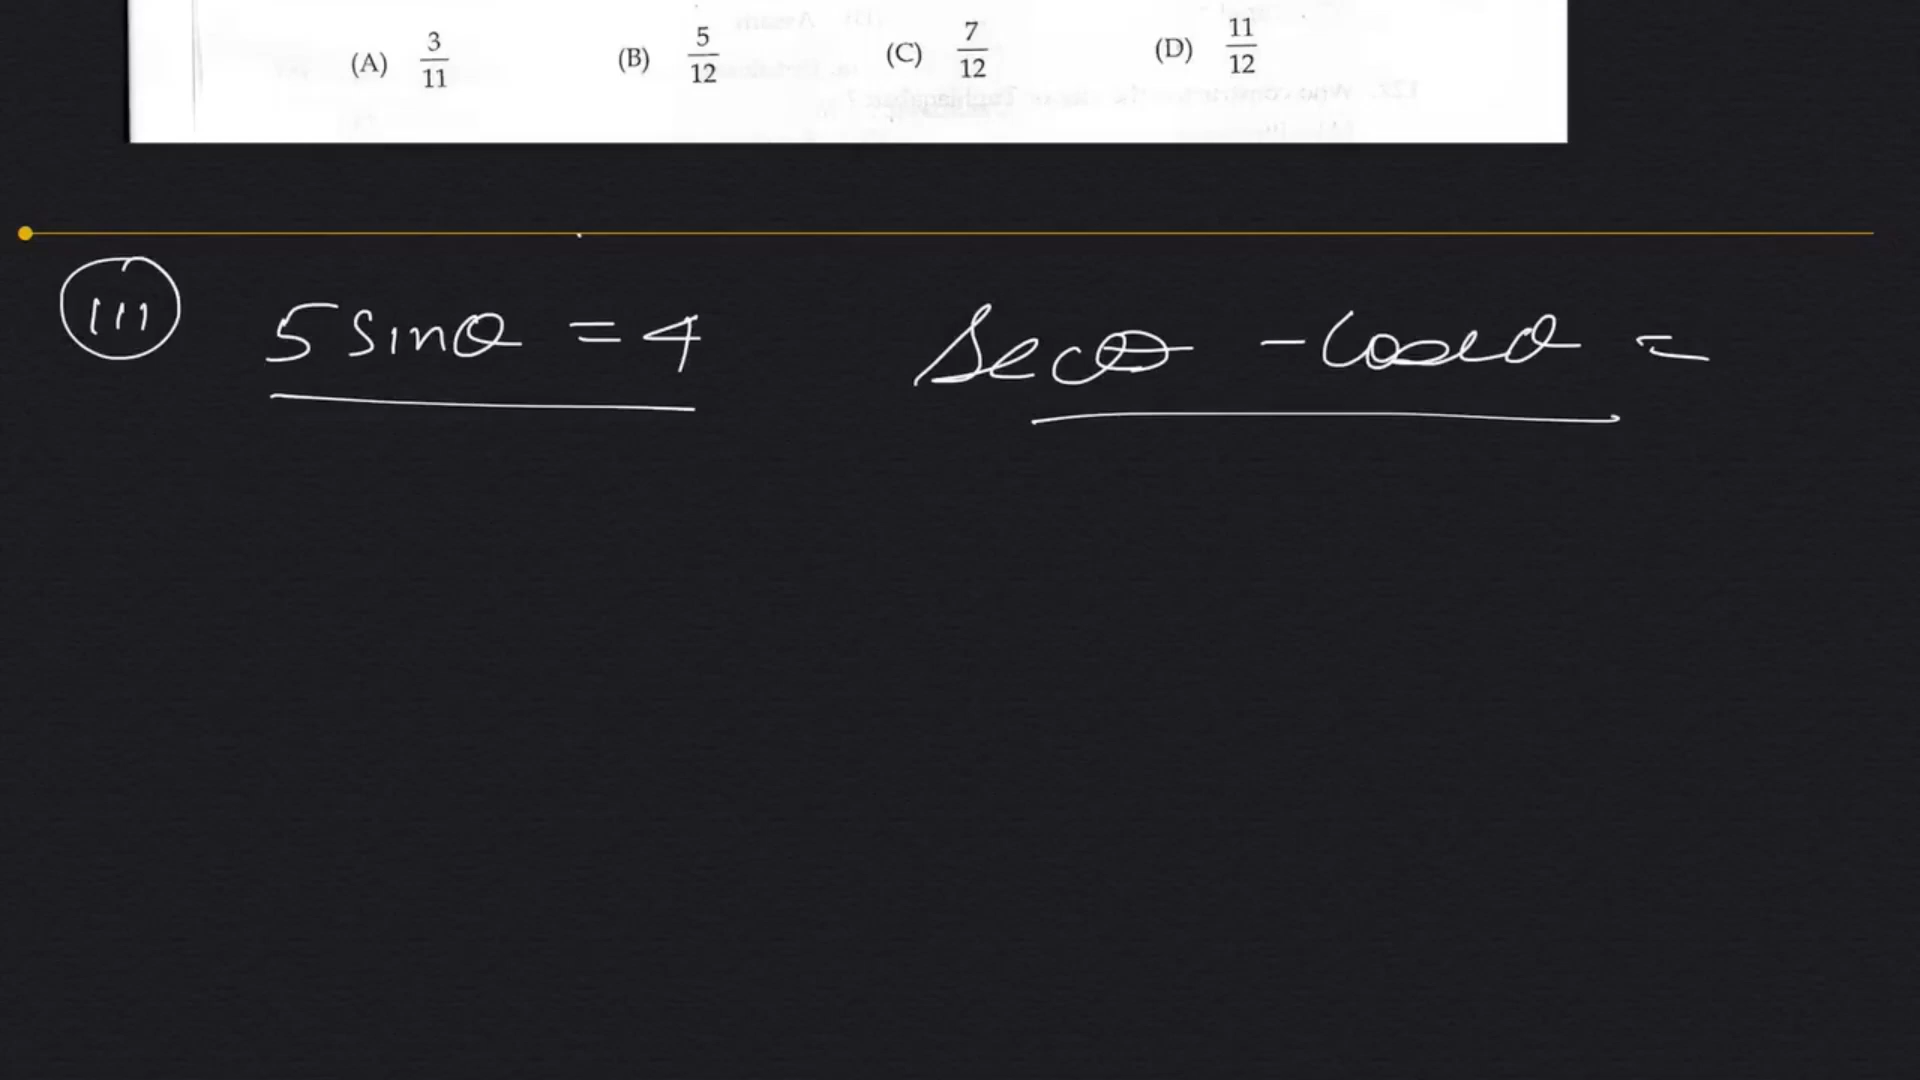 (A) 3/11 (B) 5/12 (C) 7/12 (D) 11/12
111 5 sinθ = 4 Secθ - Cosecθ =